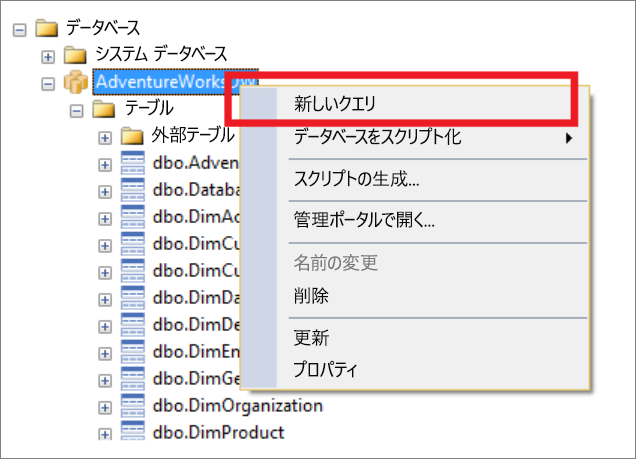 データベース
システム データベース
AdventureWorksDW
新しいクエリ
テーブル
外部テーブル
データベースをスクリプト化
dbo.Adven
スクリプトの生成...
dbo.Databa
dbo.DimAc
管理ポータルで開く...
dbo.DimCu
dbo.DimCu
名前の変更
dbo.DimDa
削除
dbo.DimDe
更新
dbo.DimEm
プロパティ
dbo.DimGe
dbo.DimOrganization
dbo.DimProduct